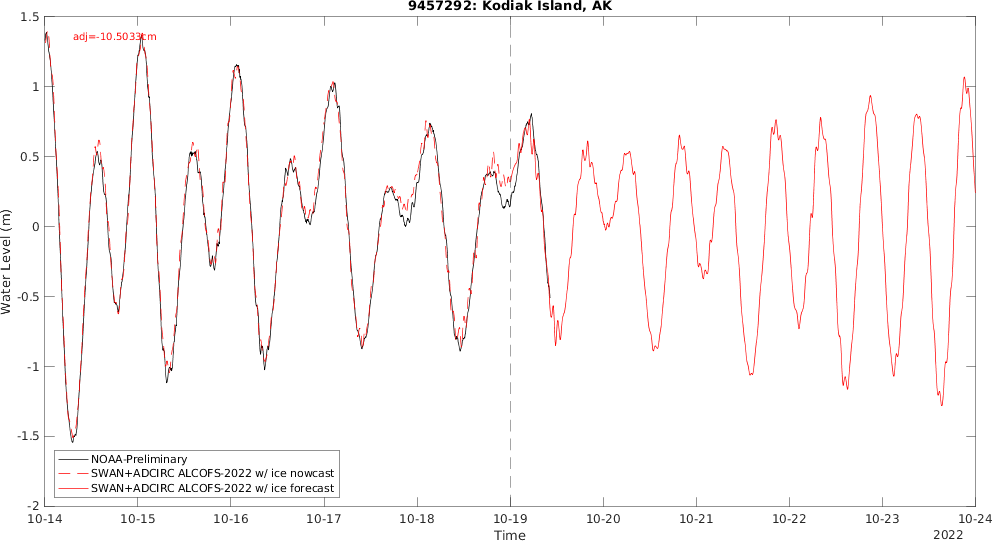 9457292: Kodiak Island, AK
adj=-10.5033cm
Water Level (m)
1.5
1
0.5
0
-0.5
-1
-1.5
-2
NOAA-Preliminary
SWAN+ADCIRC ALCOFS-2022 w/ ice nowcast
SWAN+ADCIRC ALCOFS-2022 w/ ice forecast
10-14 10-15 10-16 10-17 10-18 10-19 10-20 10-21 10-22 10-23 10-24
Time
2022